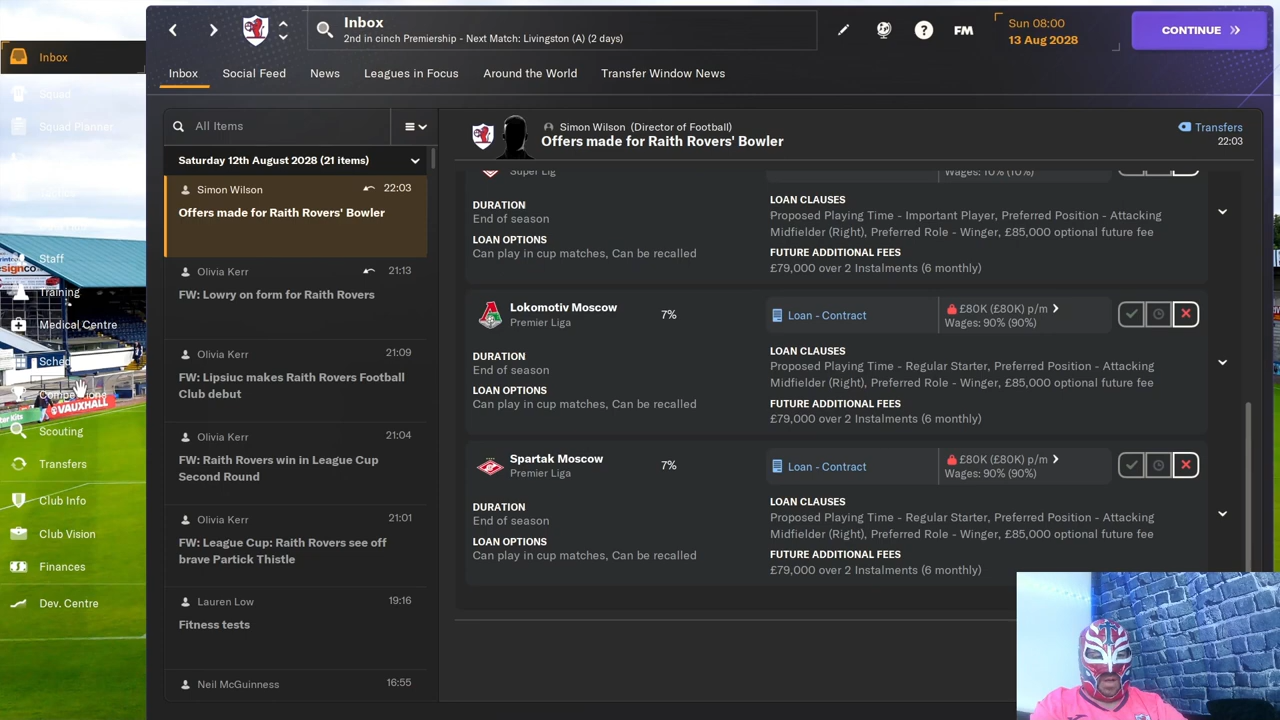 Inbox
2nd in cinch Premiership - Next Match: Livingston (A) (2 days)
FM
Sun 08:00
13 Aug 2028
CONTINUE
Inbox
Social Feed
News
Leagues in Focus
Around the World
Transfer Window News
Inbox
Squad
Squad Planner
Staff
Training
Medical Centre
Sched
Competitions
Scouting
Transfers
Club Info
Club Vision
Finances
Dev. Centre
VAUXHALL
All Items
Saturday 12th August 2028 (21 items)
Simon Wilson
22:03
Offers made for Raith Rovers' Bowler
Olivia Kerr
21:13
FW: Lowry on form for Raith Rovers
Olivia Kerr
21:09
FW: Lipsiuc makes Raith Rovers Football
Club debut
Olivia Kerr
21:04
FW: Raith Rovers win in League Cup
Second Round
Olivia Kerr
21:01
FW: League Cup: Raith Rovers see off
brave Partick Thistle
Lauren Low
19:16
Fitness tests
Neil McGuinness
16:55
Simon Wilson (Director of Football)
Offers made for Raith Rovers' Bowler
Transfers
22:03
Super Lig
Wages: 10% (10%)
DURATION
End of season
LOAN OPTIONS
Can play in cup matches, Can be recalled
LOAN CLAUSES
Proposed Playing Time - Important Player, Preferred Position - Attacking
Midfielder (Right), Preferred Role - Winger, £85,000 optional future fee
FUTURE ADDITIONAL FEES
£79,000 over 2 Instalments (6 monthly)
Lokomotiv Moscow
Premier Liga
7%
Loan - Contract
£80K (£80K) p/m
Wages: 90% (90%)
DURATION
End of season
LOAN OPTIONS
Can play in cup matches, Can be recalled
LOAN CLAUSES
Proposed Playing Time - Regular Starter, Preferred Position - Attacking
Midfielder (Right), Preferred Role - Winger, £85,000 optional future fee
FUTURE ADDITIONAL FEES
£79,000 over 2 Instalments (6 monthly)
Spartak Moscow
Premier Liga
7%
Loan - Contract
£80K (£80K) p/m
Wages: 90% (90%)
DURATION
End of season
LOAN OPTIONS
Can play in cup matches, Can be recalled
LOAN CLAUSES
Proposed Playing Time - Regular Starter, Preferred Position - Attacking
Midfielder (Right), Preferred Role - Winger, £85,000 optional future fee
FUTURE ADDITIONAL FEES
£79,000 over 2 Instalments (6 monthly)